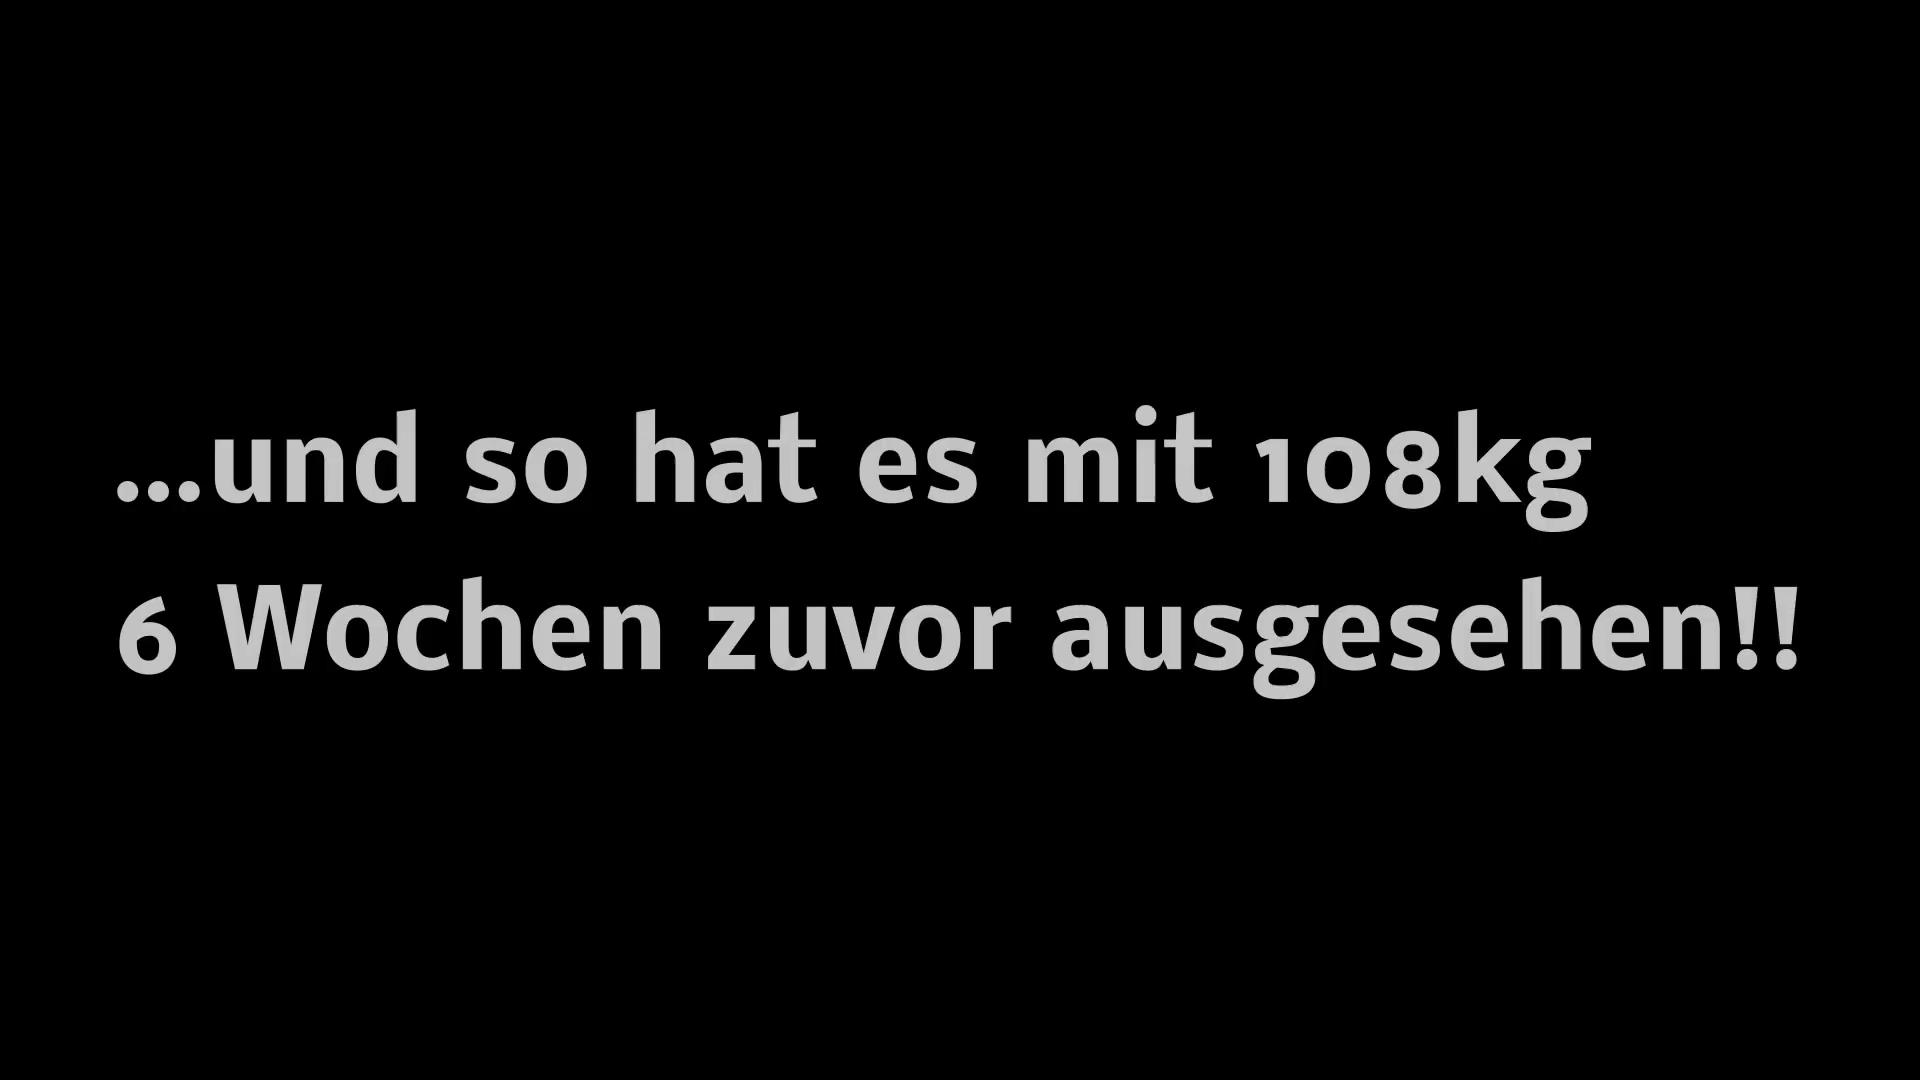 ...und so hat es mit 108kg
6 Wochen zuvor ausgesehen!!